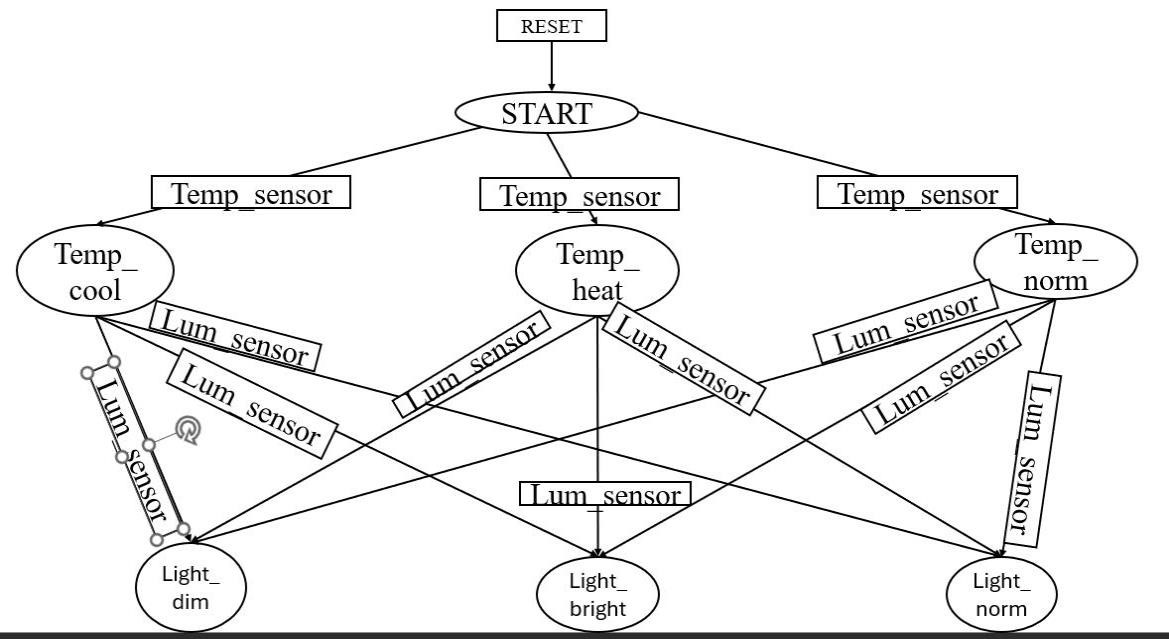 RESET
START
Temp_sensor
Temp_sensor
Temp_sensor
Temp_
cool
Temp_
heat
Temp_
norm
Lum_sensor
Lum_sensor
Lum_sensor
Lum_sensor
Lum_sensor
Lum_sensor
Lum_sensor
Lum_sensor
Lum_sensor
Light_
dim
Light_
bright
Light_
norm